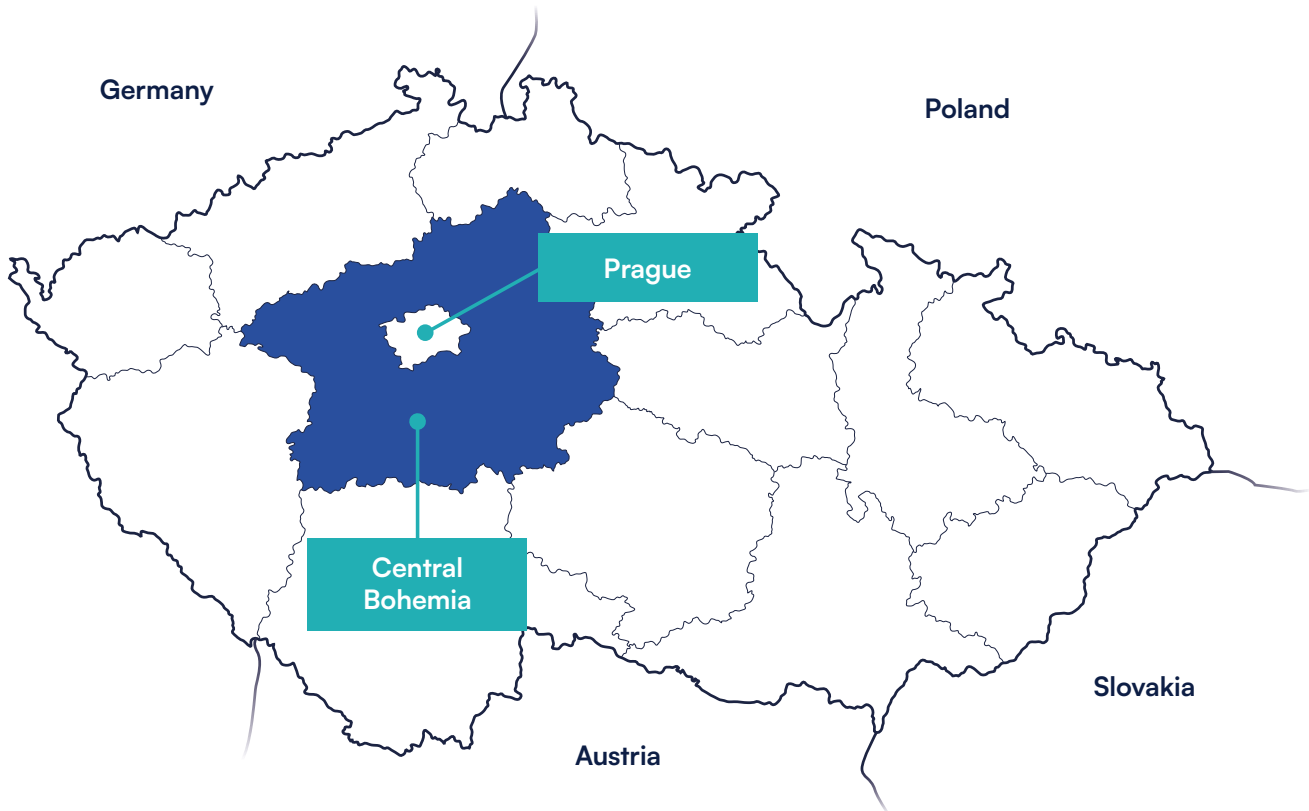 Germany
Poland
Prague
Central
Bohemia
Slovakia
Austria